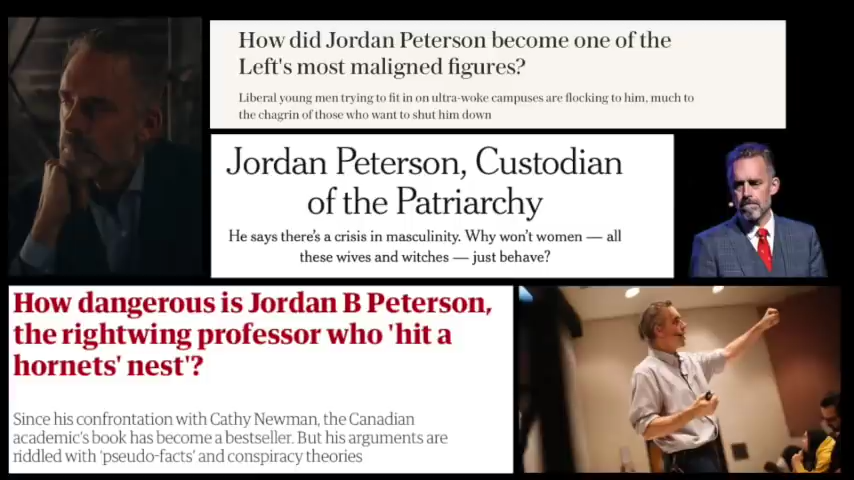 How did Jordan Peterson become one of the
Left's most maligned figures?
Liberal young men trying to fit in on ultra-woke campuses are flocking to him, much to
the chagrin of those who want to shut him down
Jordan Peterson, Custodian
of the Patriarchy
He says there's a crisis in masculinity. Why won't women — all
these wives and witches — just behave?
How dangerous is Jordan B Peterson,
the rightwing professor who 'hit a
hornets' nest'?
Since his confrontation with Cathy Newman, the Canadian
academic's book has become a bestseller. But his arguments are
riddled with 'pseudo-facts' and conspiracy theories